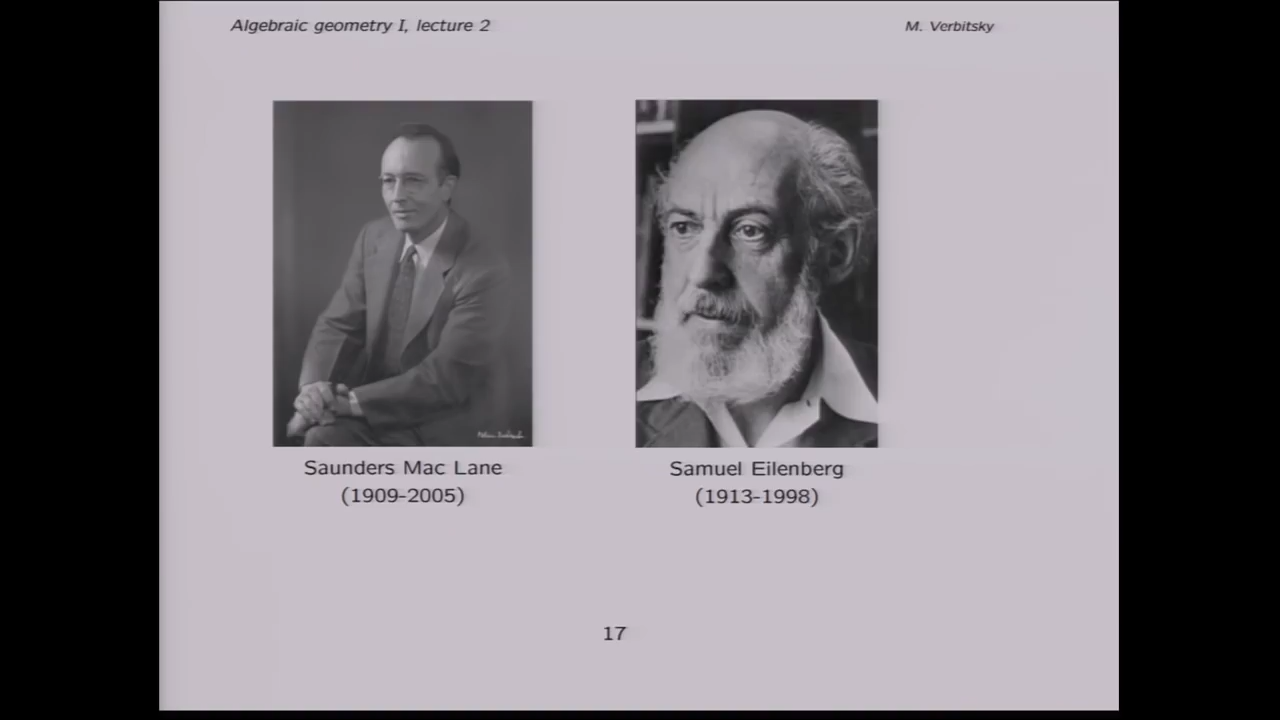 Algebraic geometry I, lecture 2
M. Verbitsky
Saunders Mac Lane
(1909-2005)
Samuel Eilenberg
(1913-1998)
17